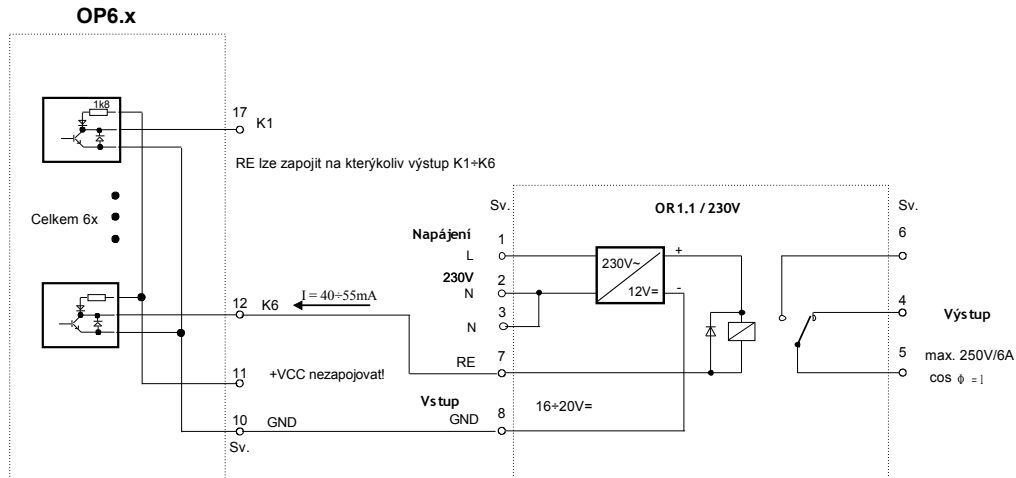 OP6.x
1k8
17
K1
RE lze zapojit na kterýkoliv výstup K1÷K6
Celkem 6x
12
K6
I = 40÷55mA
11
+VCC nezapojovat!
10
GND
Sv.
Sv.
OR1.1 / 230V
Sv.
Napájení
1
L
230V
2
N
3
N
7
RE
Vstup
8
GND
230V~
12V=
+
-
16÷20V=
6
4
Výstup
5
max. 250V/6A
cos ϕ = 1